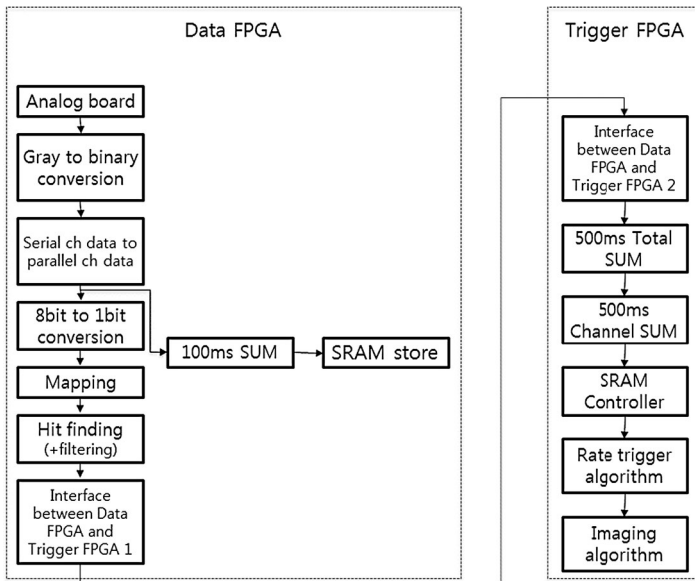 Data FPGA
Analog board
Gray to binary
conversion
Serial ch data to
parallel ch data
8bit to 1bit
conversion
Mapping
Hit finding
(+filtering)
Interface
between Data
FPGA and
Trigger FPGA 1
100ms SUM
SRAM store
Trigger FPGA
Interface
between Data
FPGA and
Trigger FPGA 2
500ms Total
SUM
500ms
Channel SUM
SRAM
Controller
Rate trigger
algorithm
Imaging
algorithm